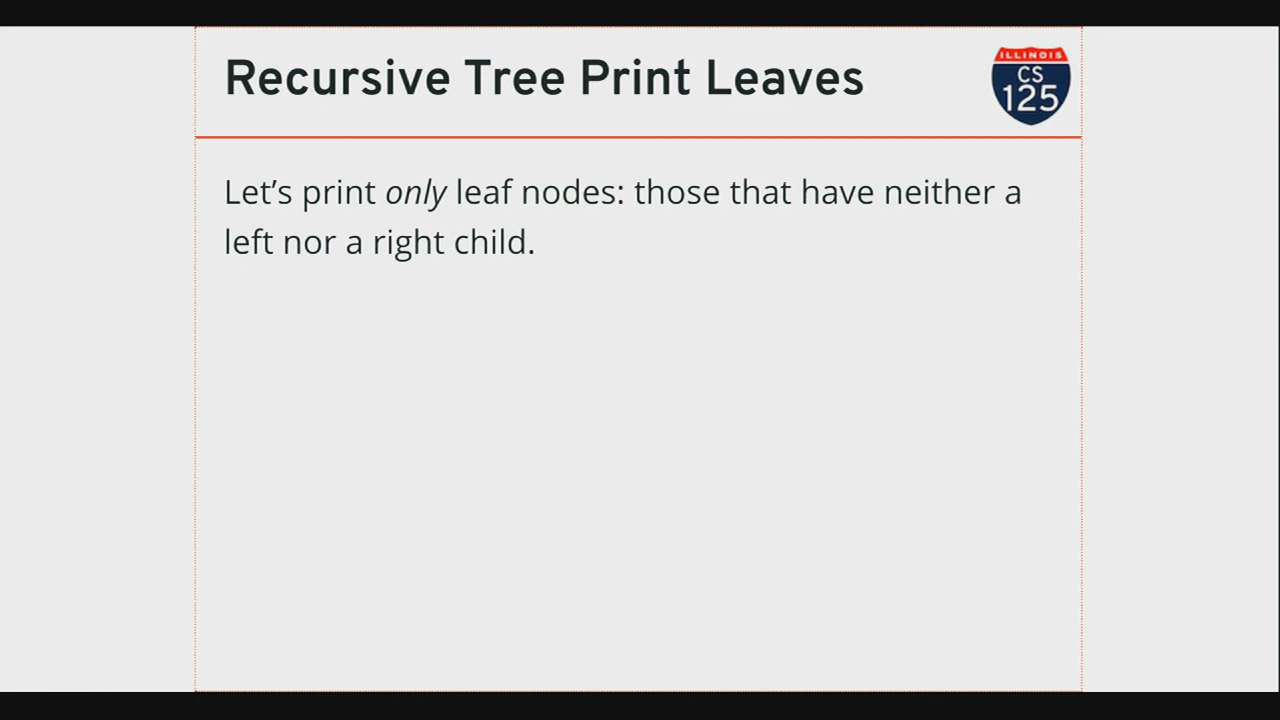 Recursive Tree Print Leaves
ILLINOIS
CS
125
Let's print only leaf nodes: those that have neither a
left nor a right child.